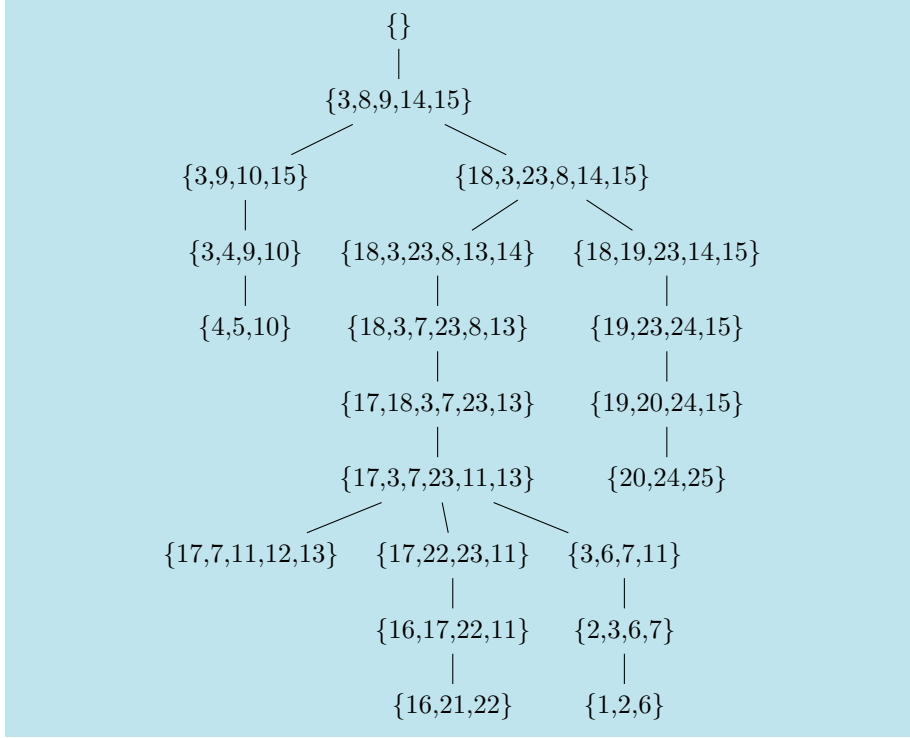 {}
{3,8,9,14,15}
{3,9,10,15} {18,3,23,8,14,15}
{3,4,9,10} {18,3,23,8,13,14} {18,19,23,14,15}
{4,5,10} {18,3,7,23,8,13} {19,23,24,15}
{17,18,3,7,23,13} {19,20,24,15}
{17,3,7,23,11,13} {20,24,25}
{17,7,11,12,13} {17,22,23,11} {3,6,7,11}
{16,17,22,11} {2,3,6,7}
{16,21,22} {1,2,6}